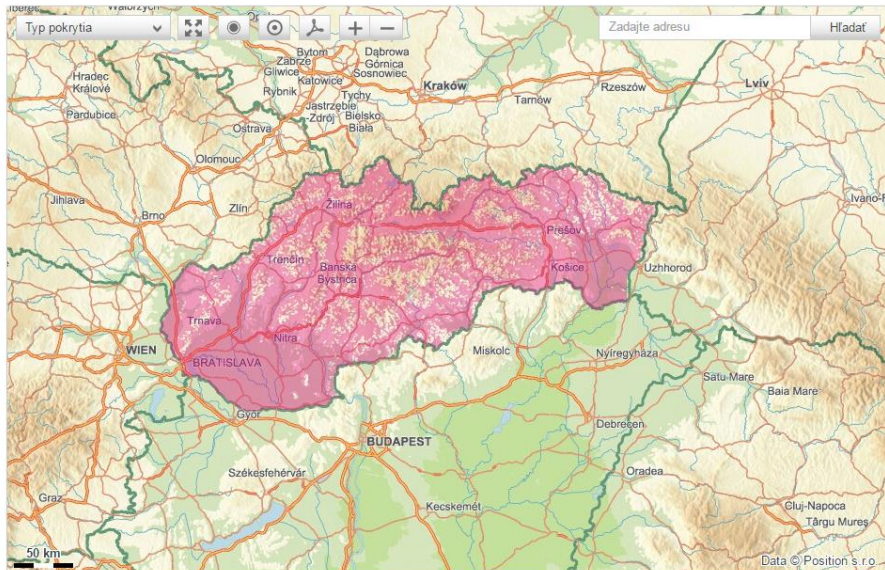 Typ pokrytia
Zadajte adresu
Hľadať
Bytom
Dąbrowa
Górnica
Zabrze
Gliwice
Sosnowiec
Katowice
Rybnik
Tychy
Jastrzębie
-Zdrój
Bielsko
Biała
Kraków
Tarnów
Rzeszów
Lviv
Hradec
Králové
Pardubice
Ostrava
Olomouc
Jihlava
Brno
Zlín
Žilina
Trenčín
Banská
Bystrica
Prešov
Košice
Uzhhorod
Trnava
Nitra
WIEN
BRATISLAVA
Miskolc
Nyíregyháza
Satu Mare
Baia Mare
Győr
BUDAPEST
Debrecen
Székesfehérvár
Oradea
Graz
Kecskemét
Cluj-Napoca
Târgu Mureș
50 km
Data © Position s.r.o.